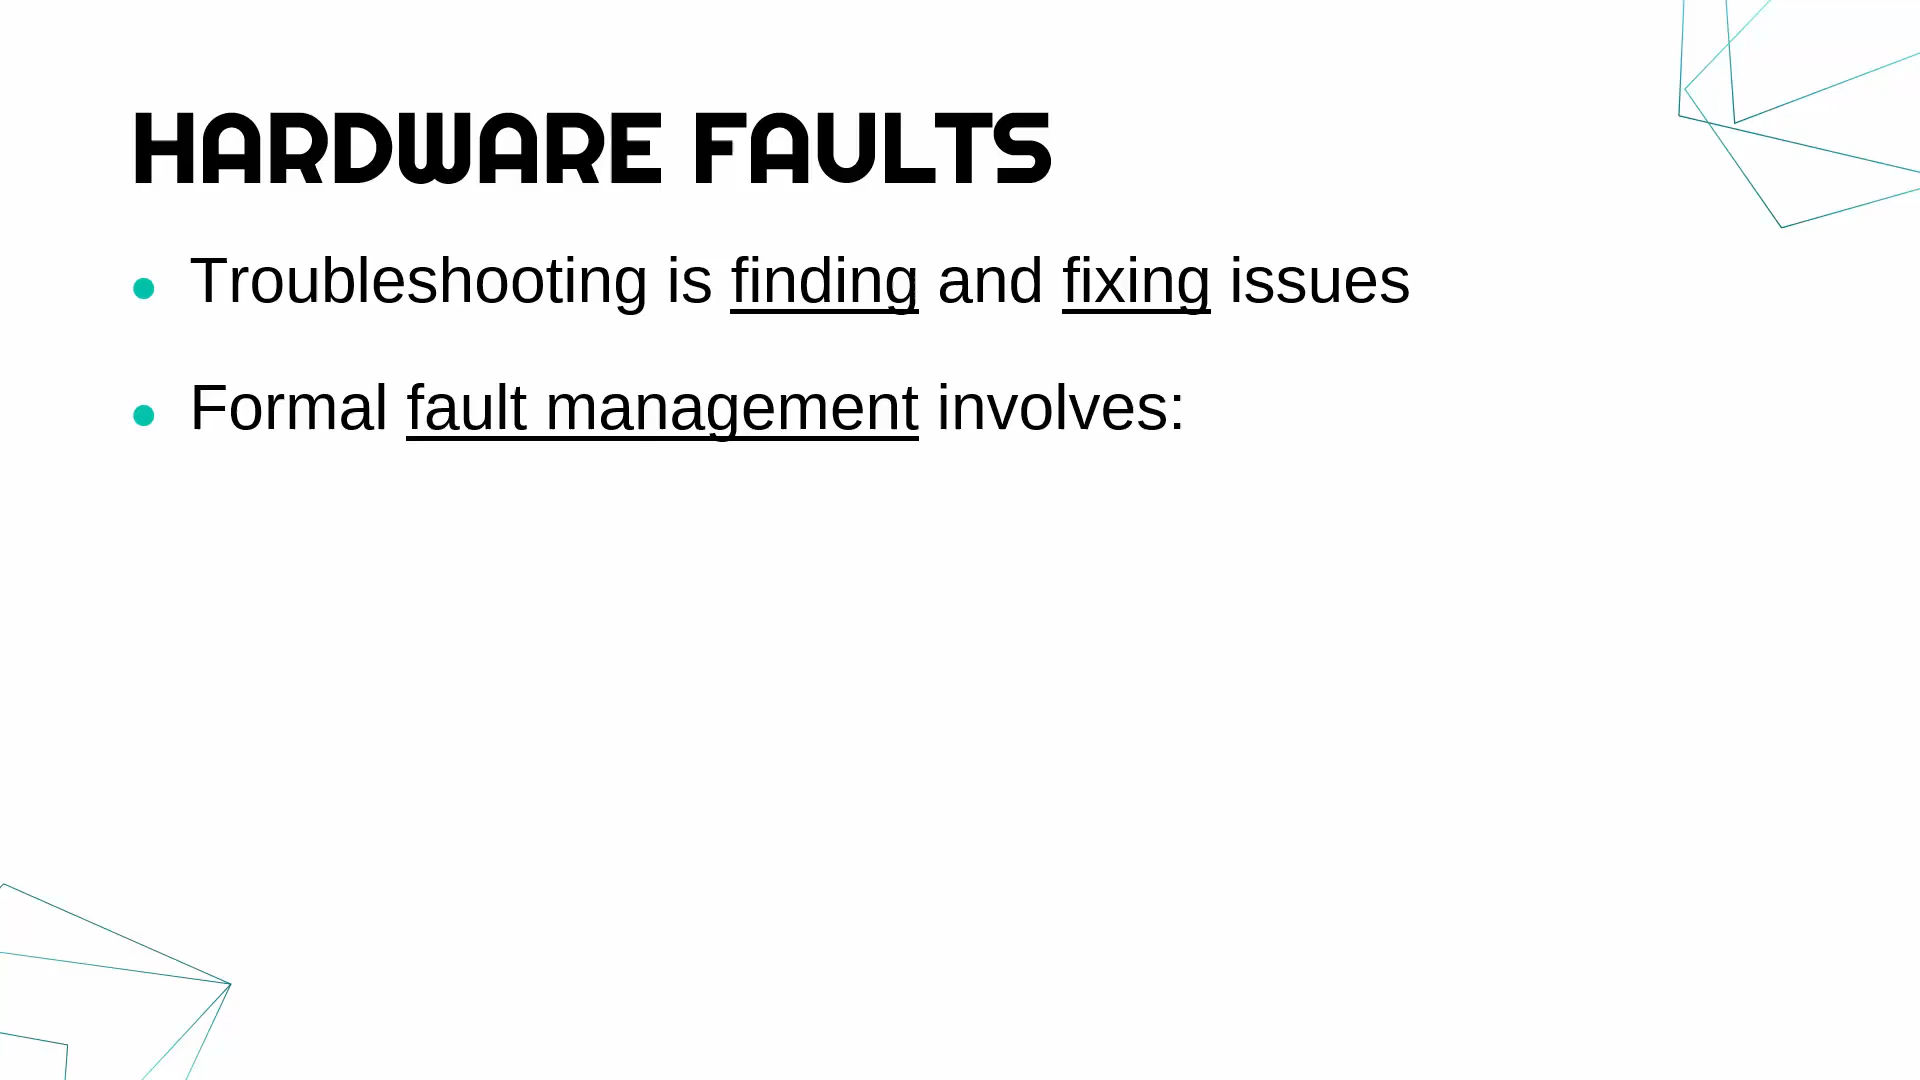 HARDWARE FAULTS
Troubleshooting is finding and fixing issues
Formal fault management involves: